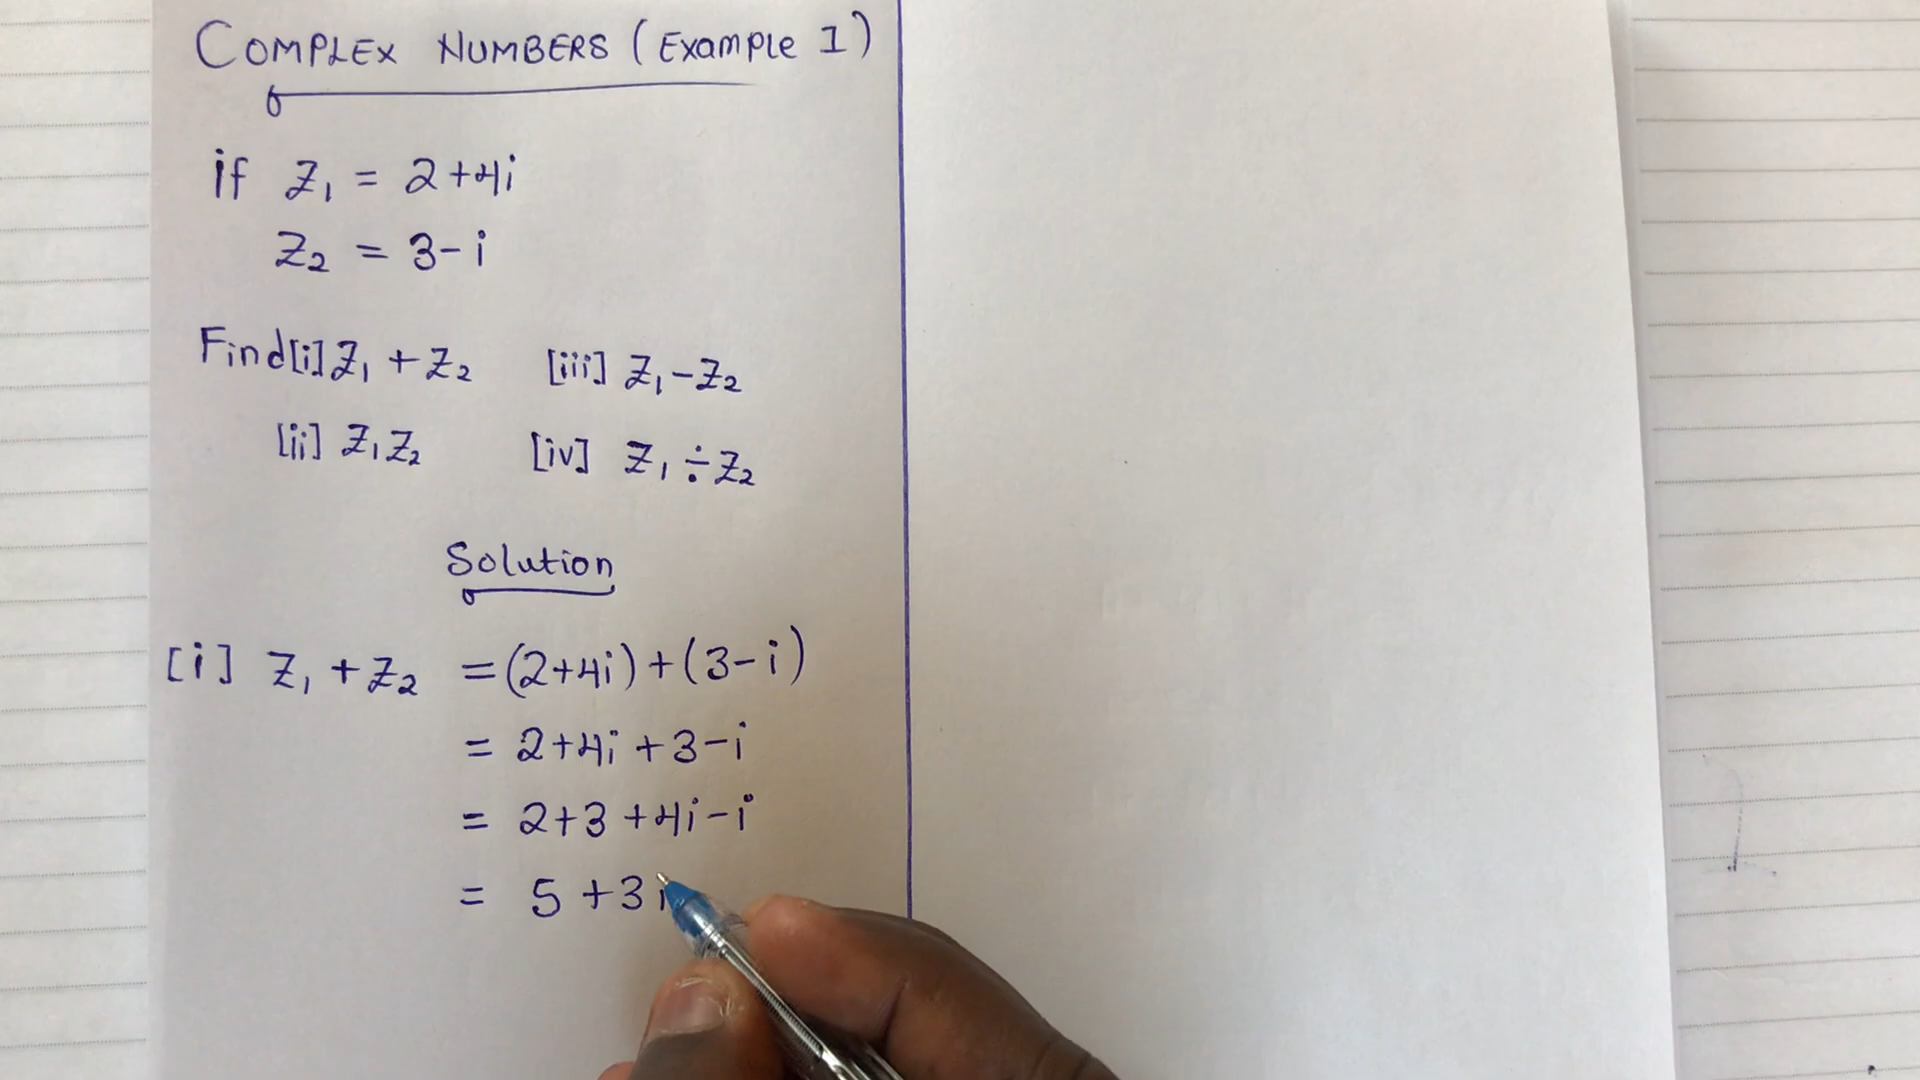 COMPLEX NUMBERS (Example 1)
if Z₁ = 2+4i
Z₂ = 3-i
Find [i] Z₁ + Z₂ [iii] Z₁-Z₂
[ii] Z₁Z₂ [iv] Z₁ ÷ Z₂
Solution
[i] Z₁ + Z₂ = (2+4i)+(3-i)
= 2+4i +3-i
= 2+3 +4i-i
= 5 +3i